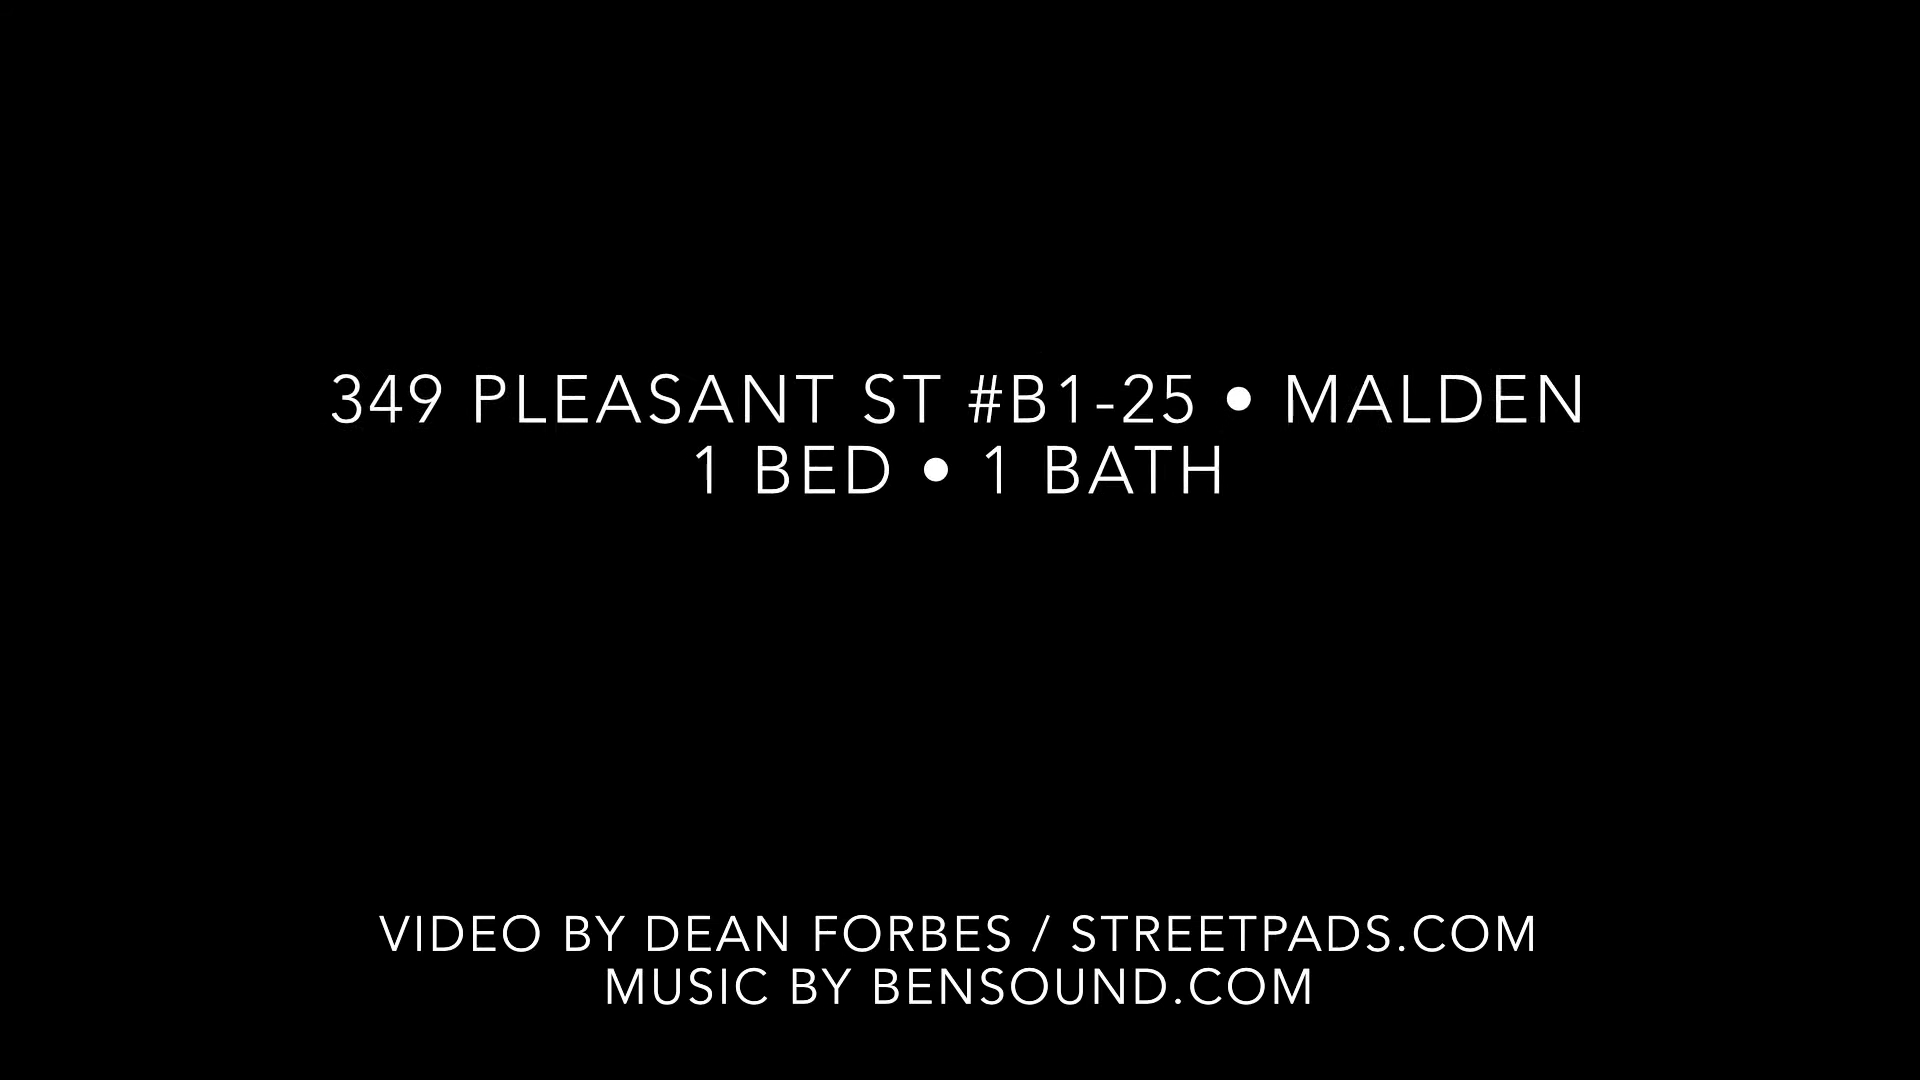 349 PLEASANT ST #B1-25 • MALDEN
1 BED • 1 BATH
VIDEO BY DEAN FORBES / STREETPADS.COM
MUSIC BY BENSOUND.COM